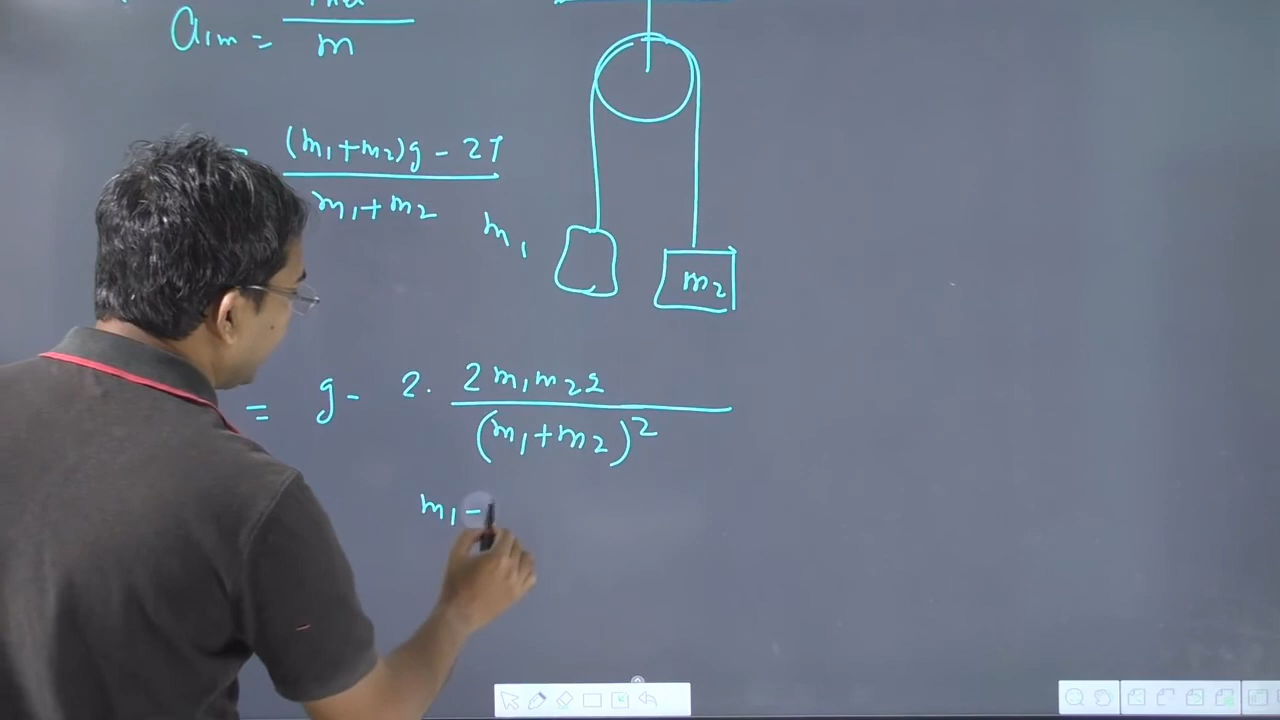 a₁ₘ = ——— / m
= (m₁+m₂)g - 2T / m₁+m₂
m₁
m₂
= g - 2. 2m₁m₂g / (m₁+m₂)²
m₁ -